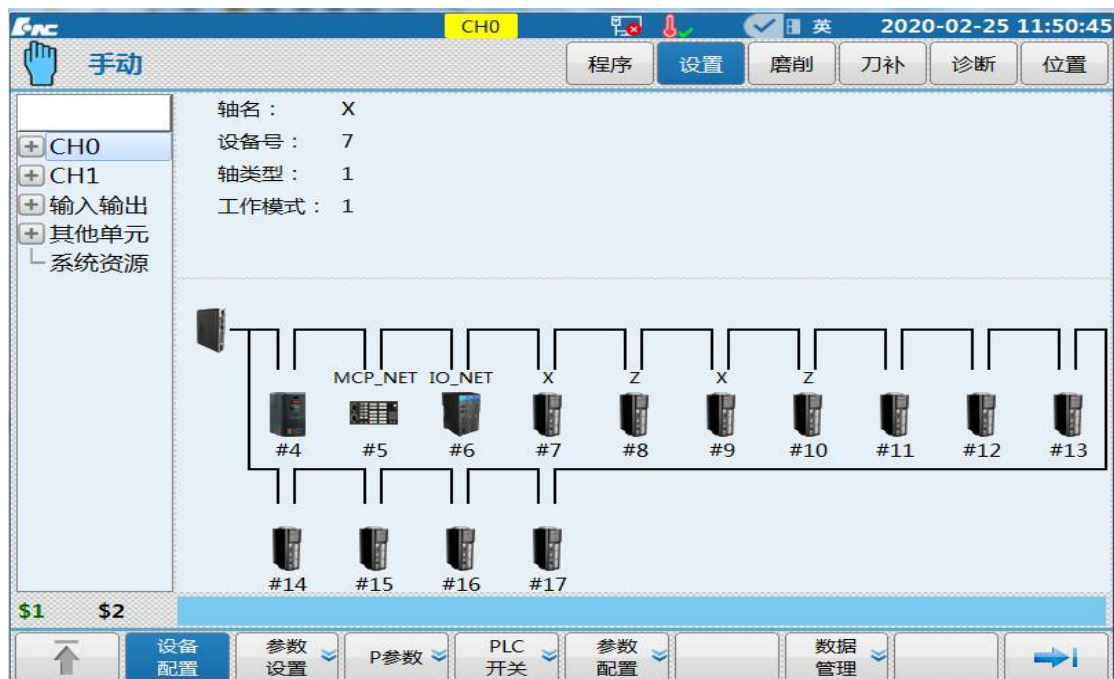 HNC CH0 英 2020-02-25 11:50:45
手动 程序 设置 磨削 刀补 诊断 位置
轴名： X
设备号： 7
轴类型： 1
工作模式： 1
CH0
CH1
输入输出
其他单元
系统资源
MCP_NET IO_NET X Z X Z
#4 #5 #6 #7 #8 #9 #10 #11 #12 #13
#14 #15 #16 #17
$1 $2
设备配置 参数设置 P参数 PLC开关 参数配置 数据管理